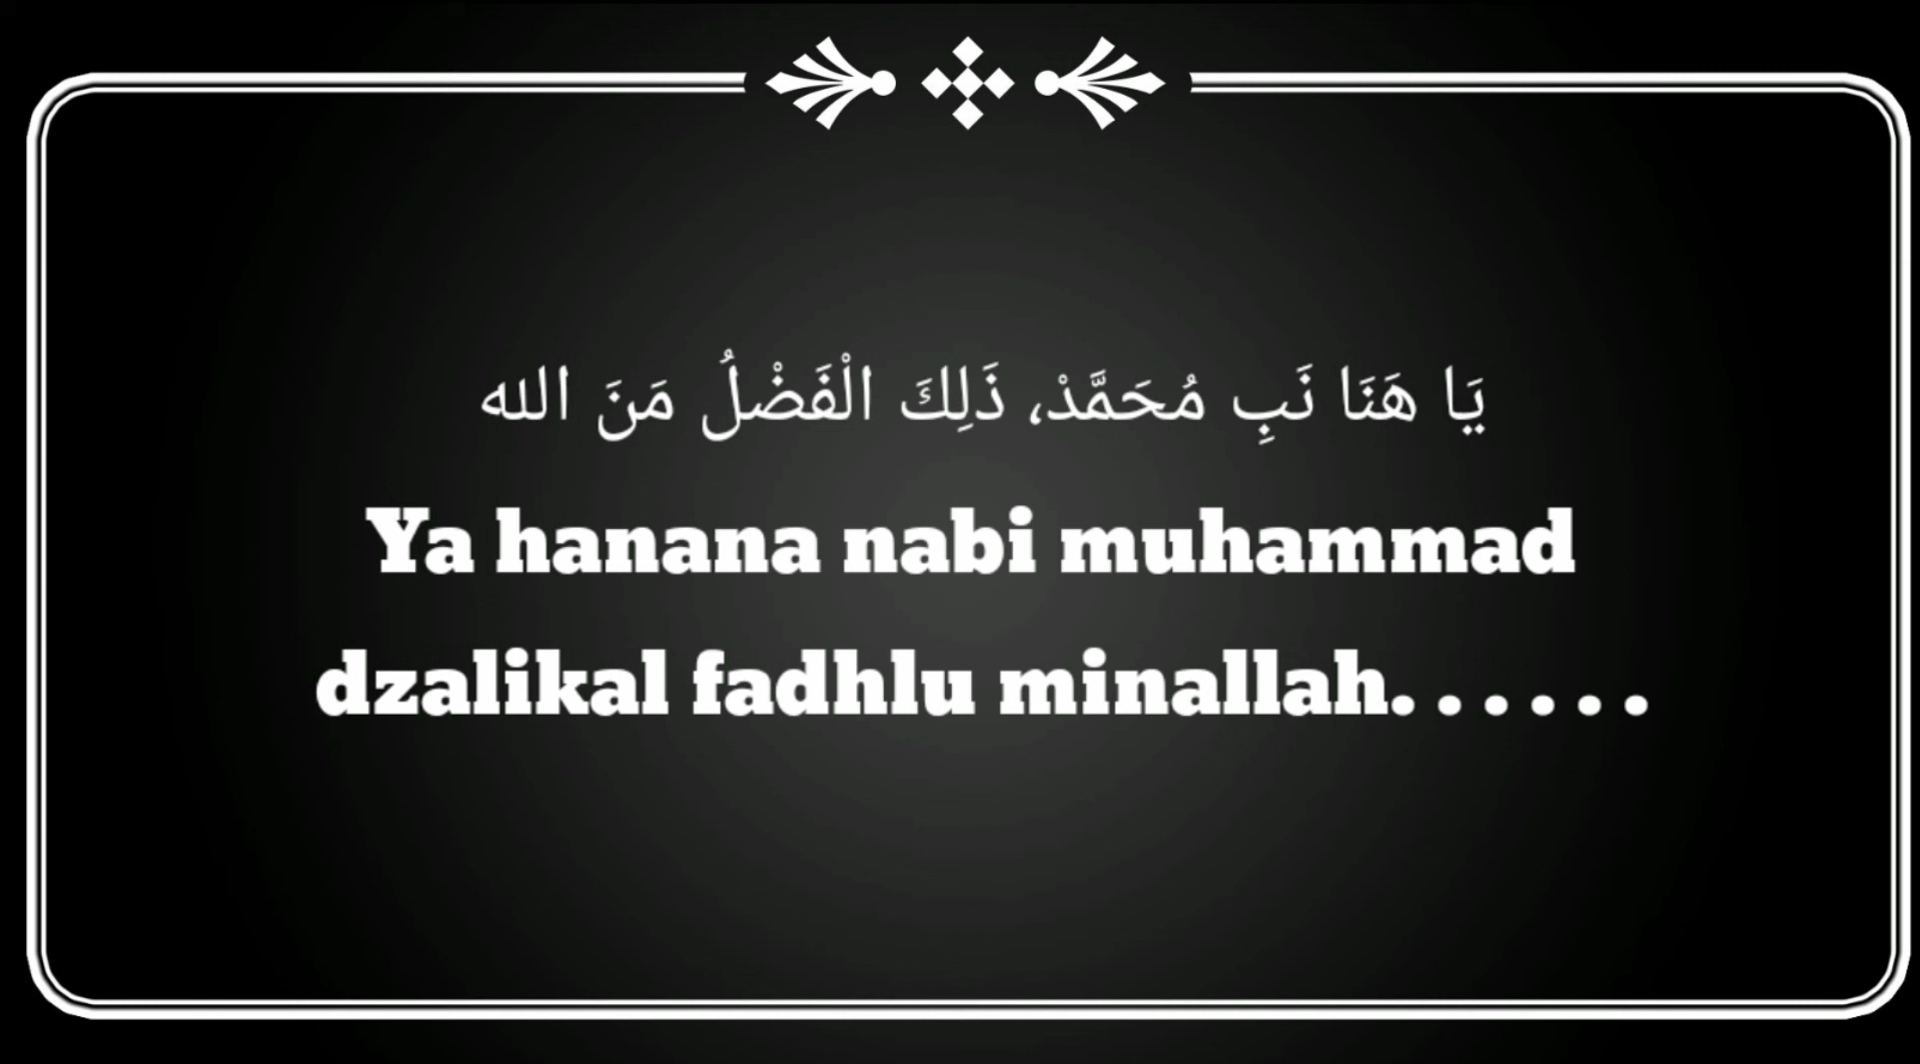 يَا هَنَا نَبِ مُحَمَّدْ، ذَلِكَ الْفَضْلُ مَنَ الله
Ya hanana nabi muhammad
dzalikal fadhlu minallah......